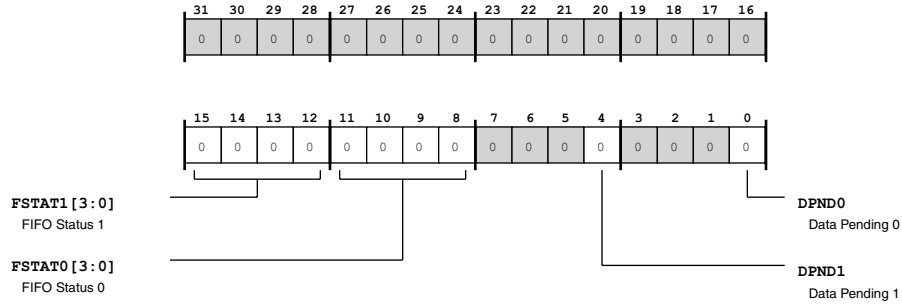 31 30 29 28 27 26 25 24 23 22 21 20 19 18 17 16
0 0 0 0 0 0 0 0 0 0 0 0 0 0 0 0
15 14 13 12 11 10 9 8 7 6 5 4 3 2 1 0
0 0 0 0 0 0 0 0 0 0 0 0 0 0 0 0
FSTAT1[3:0]
FIFO Status 1
DPND0
Data Pending 0
FSTAT0[3:0]
FIFO Status 0
DPND1
Data Pending 1